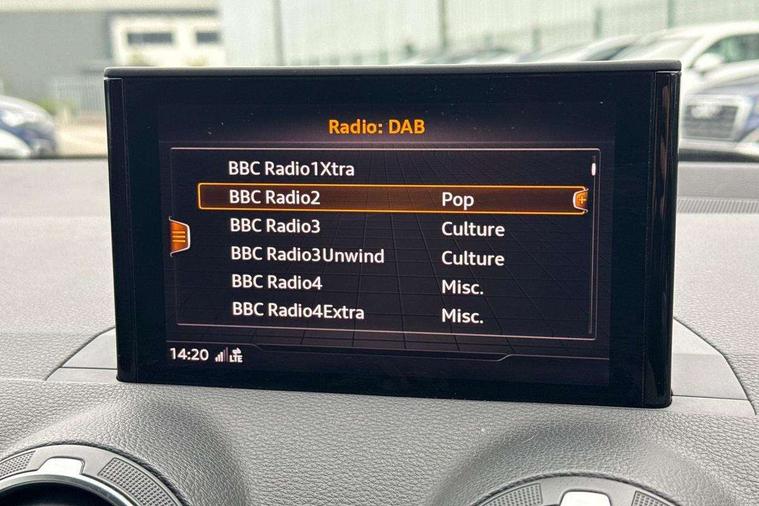 Radio: DAB
BBC Radio1Xtra
BBC Radio2 Pop
BBC Radio3 Culture
BBC Radio3Unwind Culture
BBC Radio4 Misc.
BBC Radio4Extra Misc.
14:20 LTE